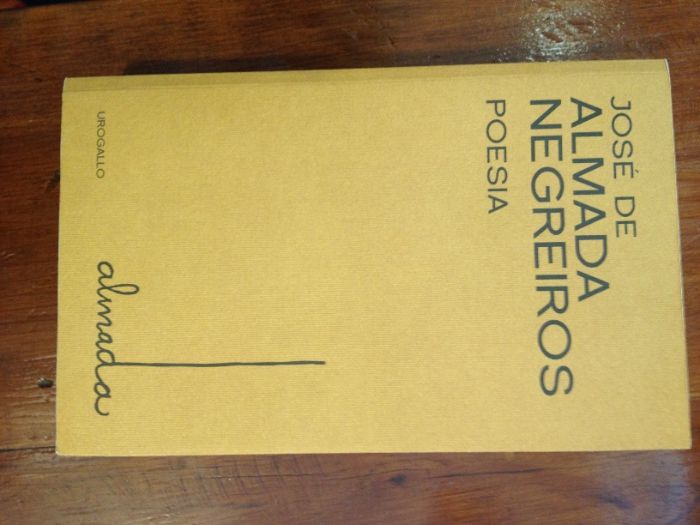 JOSÉ DE
ALMADA
NEGREIROS
POESIA
almada
UROGALLO